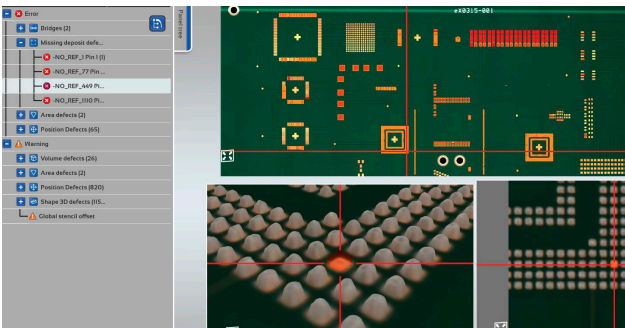 Error
Bridges (2)
Missing deposit defe...
-NO_REF_1 Pin 1 (1)
-NO_REF_77 Pin ...
-NO_REF_449 Pi...
-NO_REF_1110 Pi...
Area defects (2)
Position Defects (65)
Warning
Volume defects (26)
Area defects (2)
Position Defects (820)
Shape 3D defects (115...
Global stencil offset
Panel tree
ex0315-001